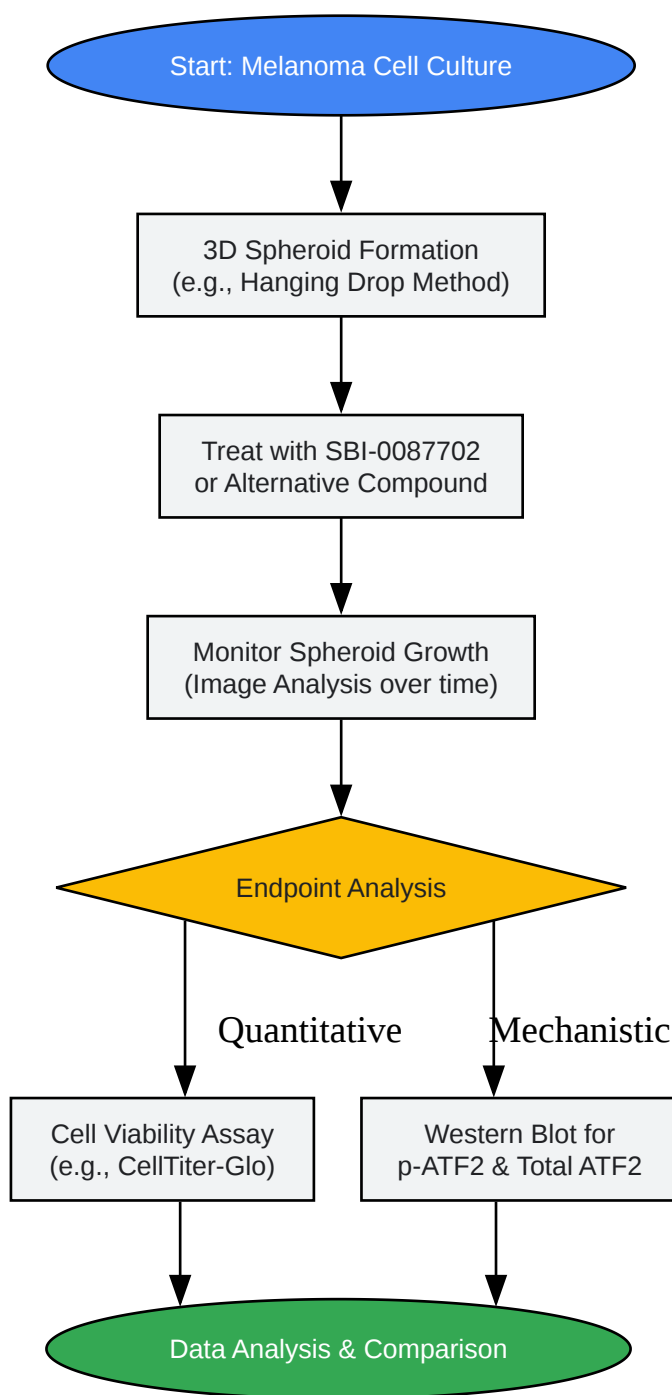 Start: Melanoma Cell Culture
3D Spheroid Formation
(e.g., Hanging Drop Method)
Treat with SBI-0087702
or Alternative Compound
Monitor Spheroid Growth
(Image Analysis over time)
Endpoint Analysis
Quantitative
Mechanistic
Cell Viability Assay
(e.g., CellTiter-Glo)
Western Blot for
p-ATF2 & Total ATF2
Data Analysis & Comparison